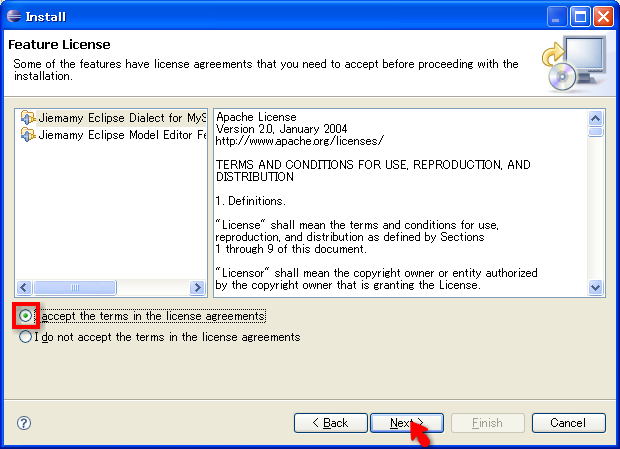 Install
Feature License
Some of the features have license agreements that you need to accept before proceeding with the
installation.
Jiemamy Eclipse Dialect for MyS
Jiemamy Eclipse Model Editor Fe
Apache License
Version 2.0, January 2004
http://www.apache.org/licenses/
TERMS AND CONDITIONS FOR USE, REPRODUCTION, AND
DISTRIBUTION
1. Definitions.
"License" shall mean the terms and conditions for use,
reproduction, and distribution as defined by Sections
1 through 9 of this document.
"Licensor" shall mean the copyright owner or entity authorized
by the copyright owner that is granting the License.
I accept the terms in the license agreements
I do not accept the terms in the license agreements
?
< Back
Next >
Finish
Cancel